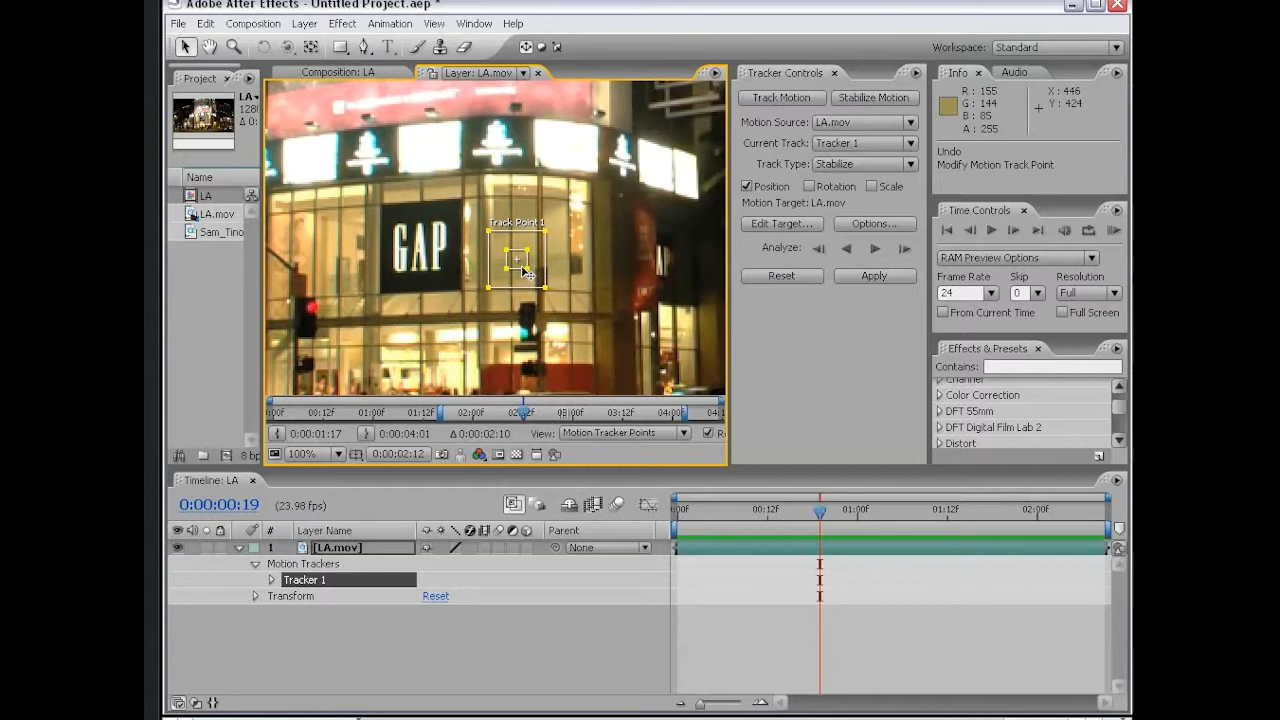 Adobe After Effects - Untitled Project.aep *
File Edit Composition Layer Effect Animation View Window Help
Workspace: Standard
Project
LA
1280
Δ 0:
Name
LA
LA.mov
Sam_Tino
8 bp
Composition: LA
Layer: LA.mov
GAP
Track Point 1
:00F 00:12F 01:00F 01:12F 02:00F 02:12F 03:12F 04:00F 04:1
0:00:01:17 0:00:04:01 Δ 0:00:02:10 View: Motion Tracker Points
100% 0:00:02:12
Tracker Controls
Track Motion Stabilize Motion
Motion Source: LA.mov
Current Track: Tracker 1
Track Type: Stabilize
Position Rotation Scale
Motion Target: LA.mov
Edit Target... Options...
Analyze:
Reset Apply
Info Audio
R : 155
G : 144
B : 85
A : 255
X : 446
Y : 424
Undo
Modify Motion Track Point
Time Controls
RAM Preview Options
Frame Rate Skip Resolution
24 0 Full
From Current Time Full Screen
Effects & Presets
Contains:
Channel
Color Correction
DFT 55mm
DFT Digital Film Lab 2
Distort
Timeline: LA
0:00:00:19 (23.98 fps)
:00F 00:12F 01:00F 01:12F 02:00F
# Layer Name Parent
1 [LA.mov] None
Motion Trackers
Tracker 1
Transform Reset